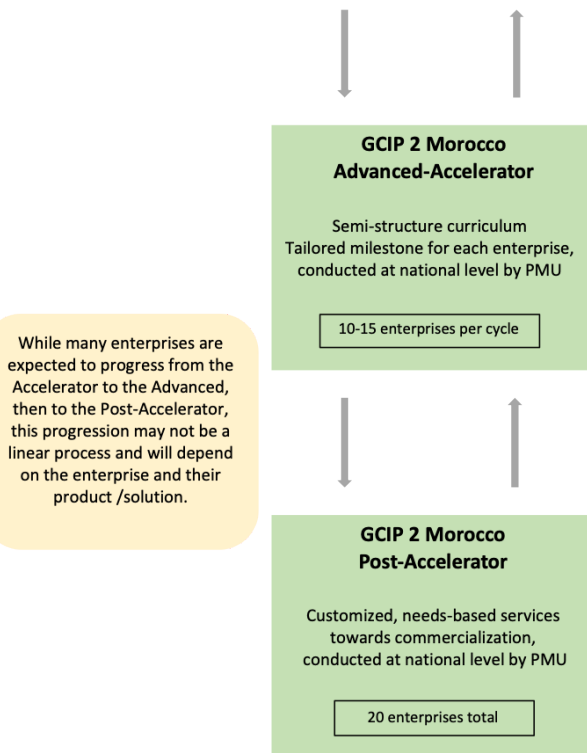 GCIP 2 Morocco
Advanced-Accelerator
Semi-structure curriculum
Tailored milestone for each enterprise,
conducted at national level by PMU
10-15 enterprises per cycle
While many enterprises are
expected to progress from the
Accelerator to the Advanced,
then to the Post-Accelerator,
this progression may not be a
linear process and will depend
on the enterprise and their
product /solution.
GCIP 2 Morocco
Post-Accelerator
Customized, needs-based services
towards commercialization,
conducted at national level by PMU
20 enterprises total